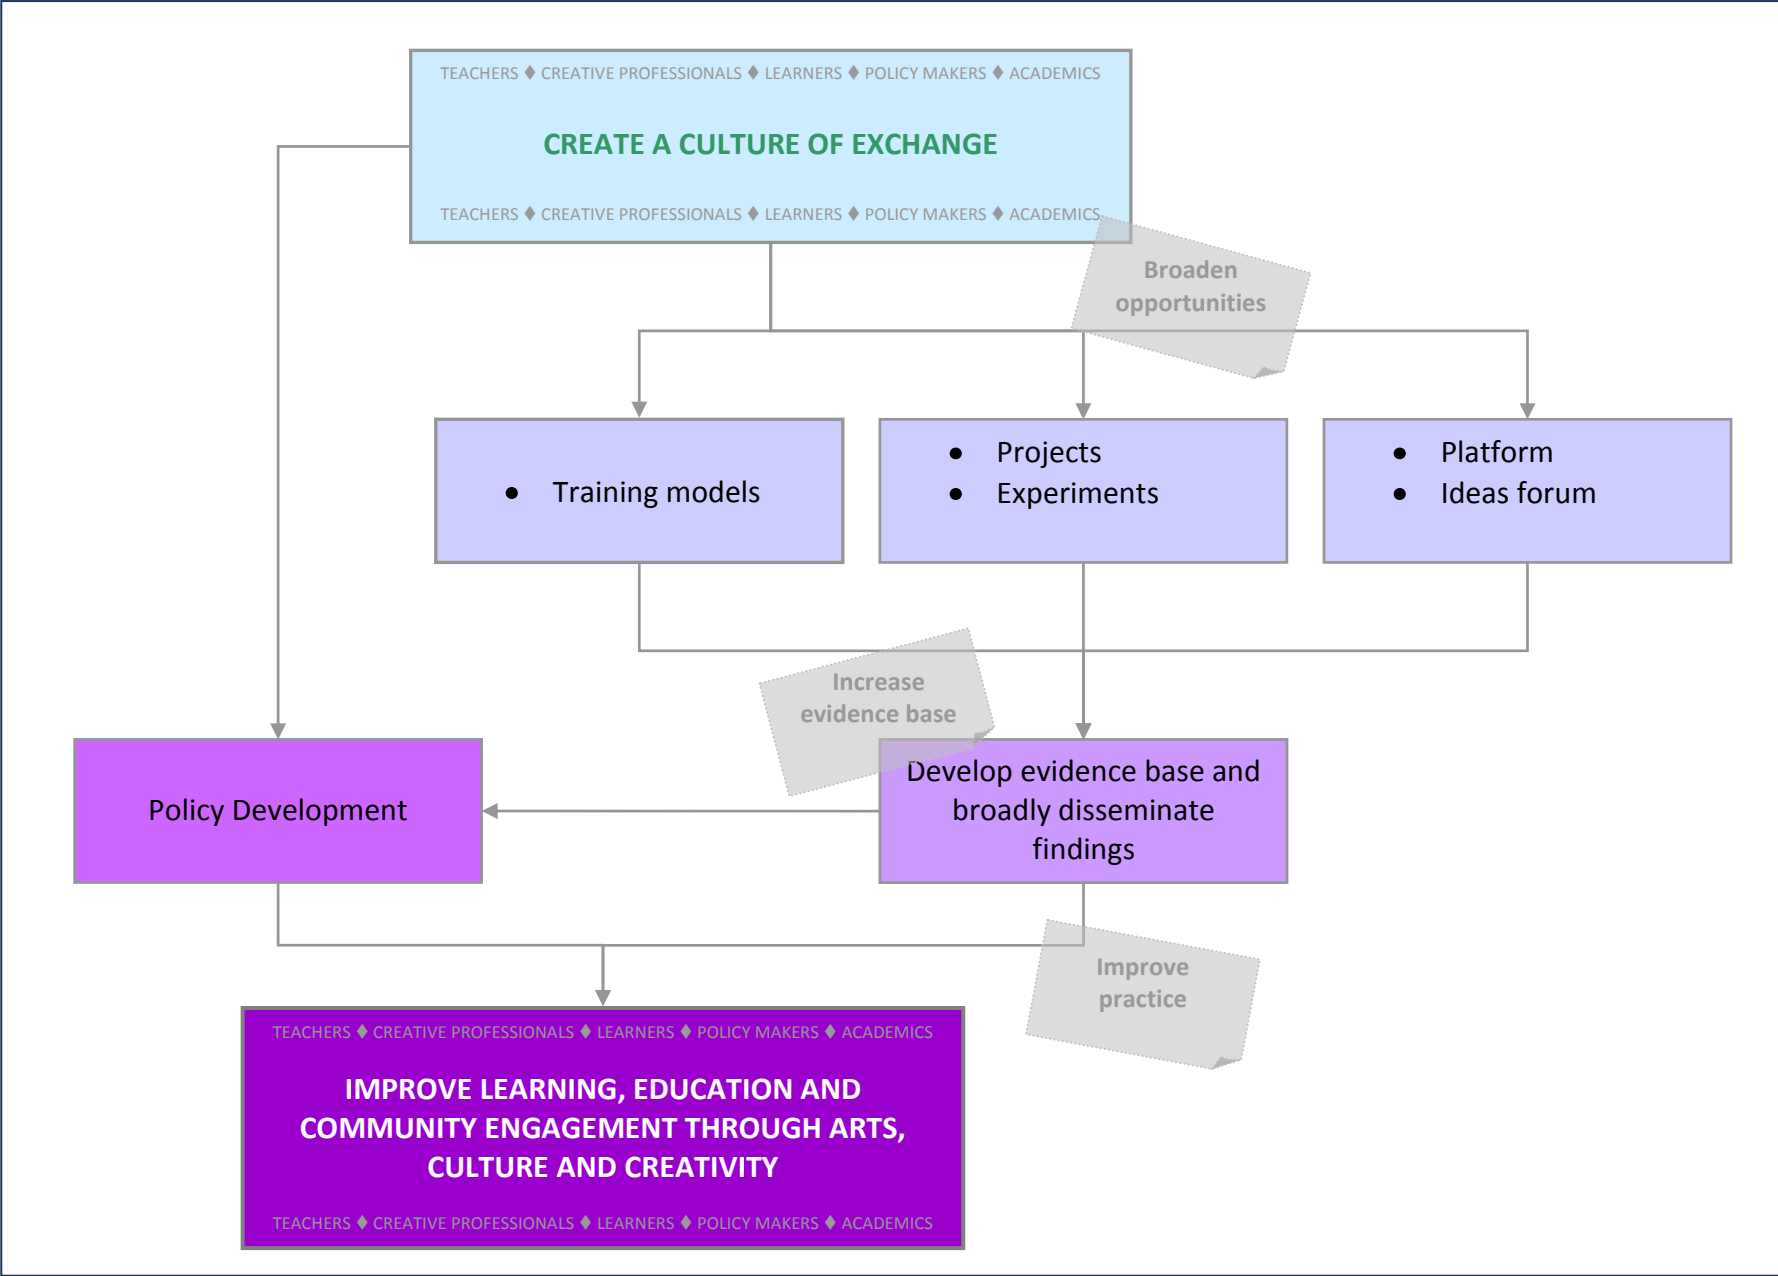 TEACHERS ♦ CREATIVE PROFESSIONALS ♦ LEARNERS ♦ POLICY MAKERS ♦ ACADEMICS
CREATE A CULTURE OF EXCHANGE
TEACHERS ♦ CREATIVE PROFESSIONALS ♦ LEARNERS ♦ POLICY MAKERS ♦ ACADEMICS
Broaden
opportunities
• Training models
• Projects
• Experiments
• Platform
• Ideas forum
Increase
evidence base
Policy Development
Develop evidence base and
broadly disseminate
findings
Improve
practice
TEACHERS ♦ CREATIVE PROFESSIONALS ♦ LEARNERS ♦ POLICY MAKERS ♦ ACADEMICS
IMPROVE LEARNING, EDUCATION AND
COMMUNITY ENGAGEMENT THROUGH ARTS,
CULTURE AND CREATIVITY
TEACHERS ♦ CREATIVE PROFESSIONALS ♦ LEARNERS ♦ POLICY MAKERS ♦ ACADEMICS